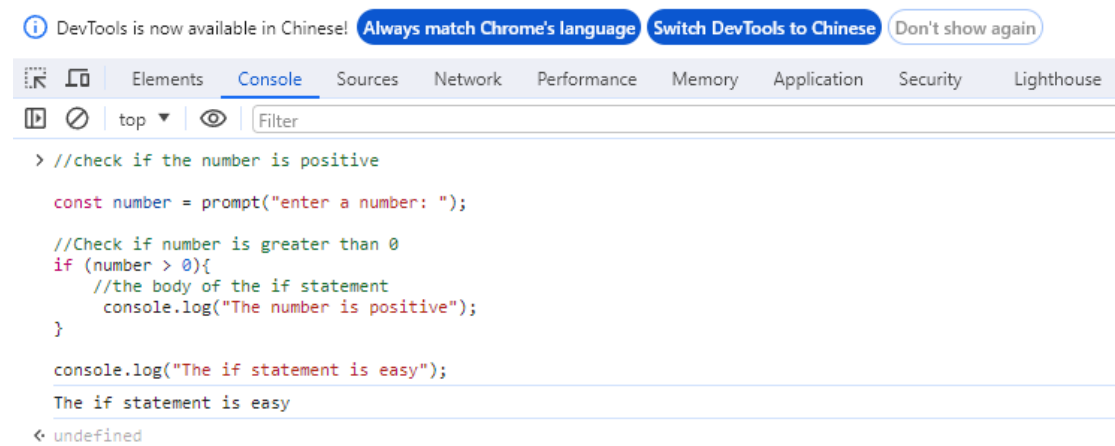 DevTools is now available in Chinese! Always match Chrome's language Switch DevTools to Chinese Don't show again
Elements Console Sources Network Performance Memory Application Security Lighthouse
top Filter
//check if the number is positive
const number = prompt("enter a number: ");
//Check if number is greater than 0
if (number > 0){
//the body of the if statement
console.log("The number is positive");
}
console.log("The if statement is easy");
The if statement is easy
undefined